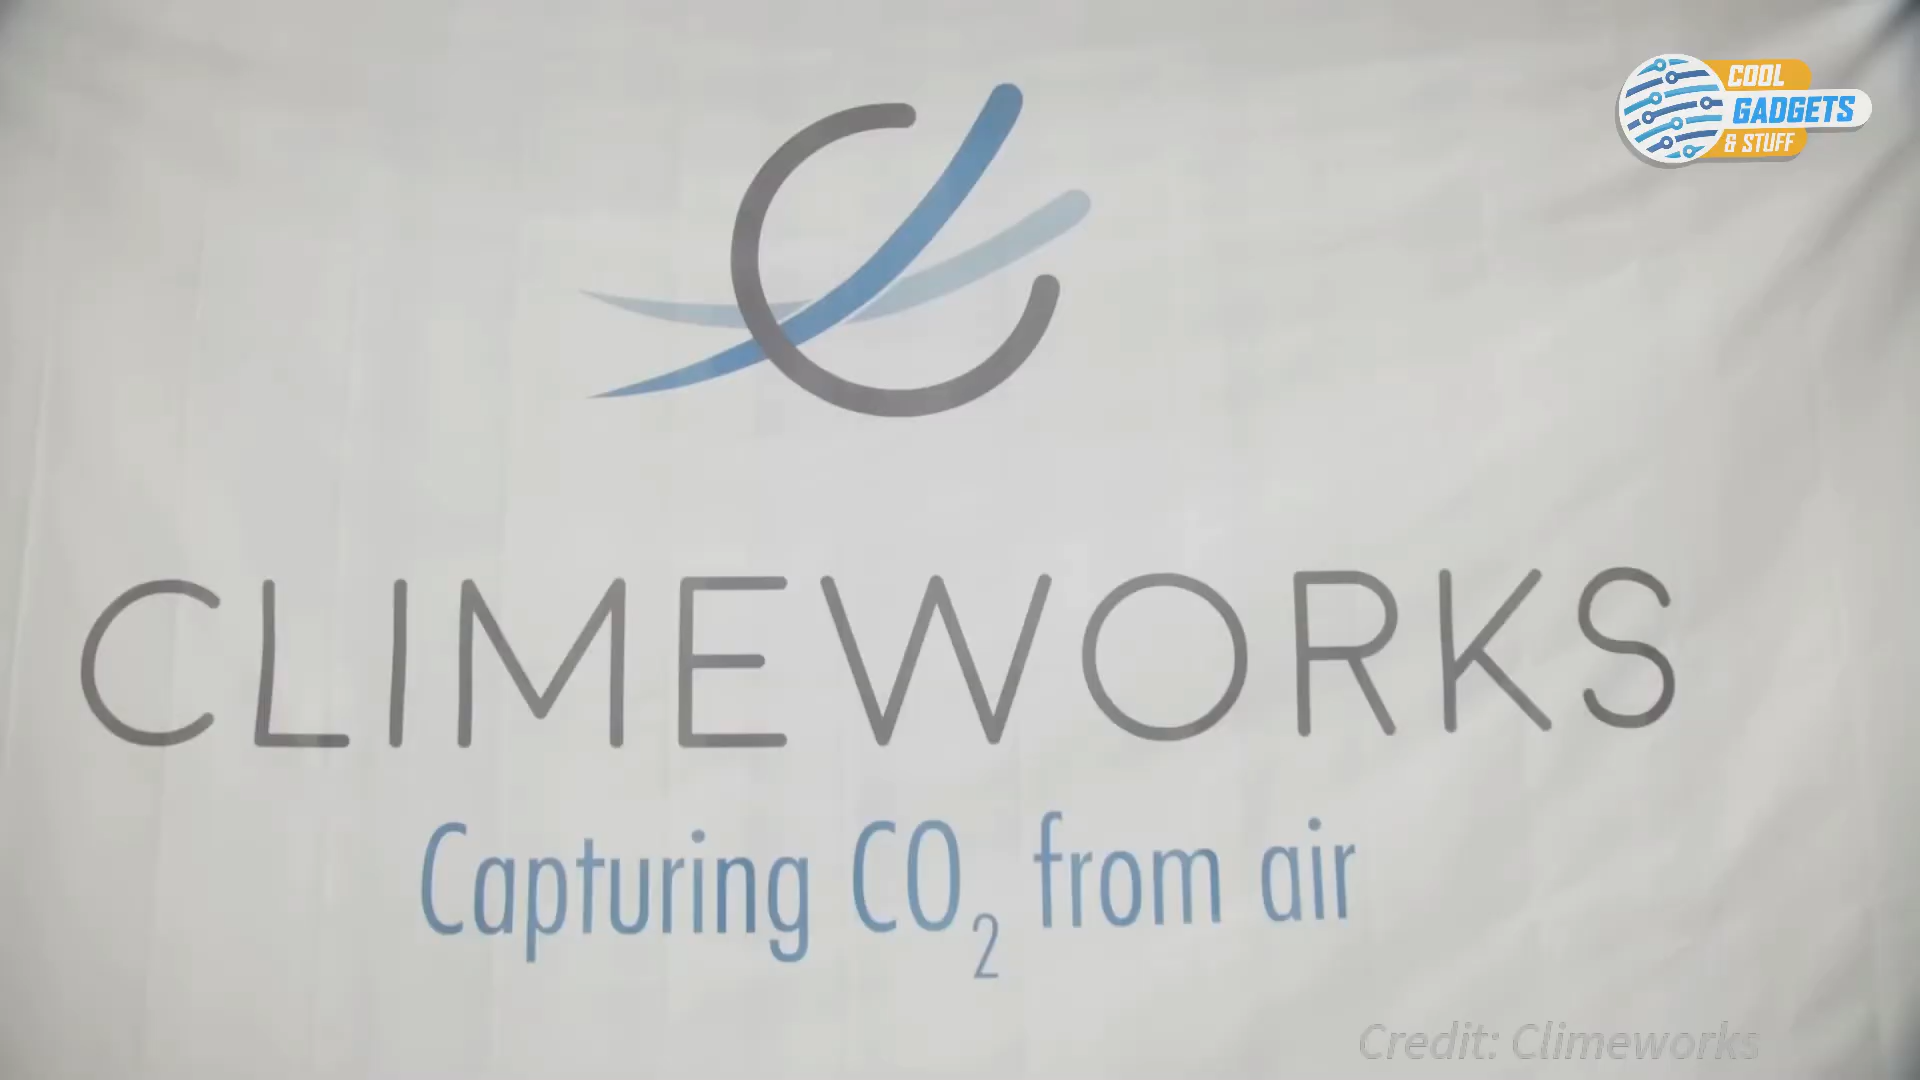 COOL
GADGETS
& STUFF
CLIMEWORKS
Capturing CO₂ from air
Credit: Climeworks